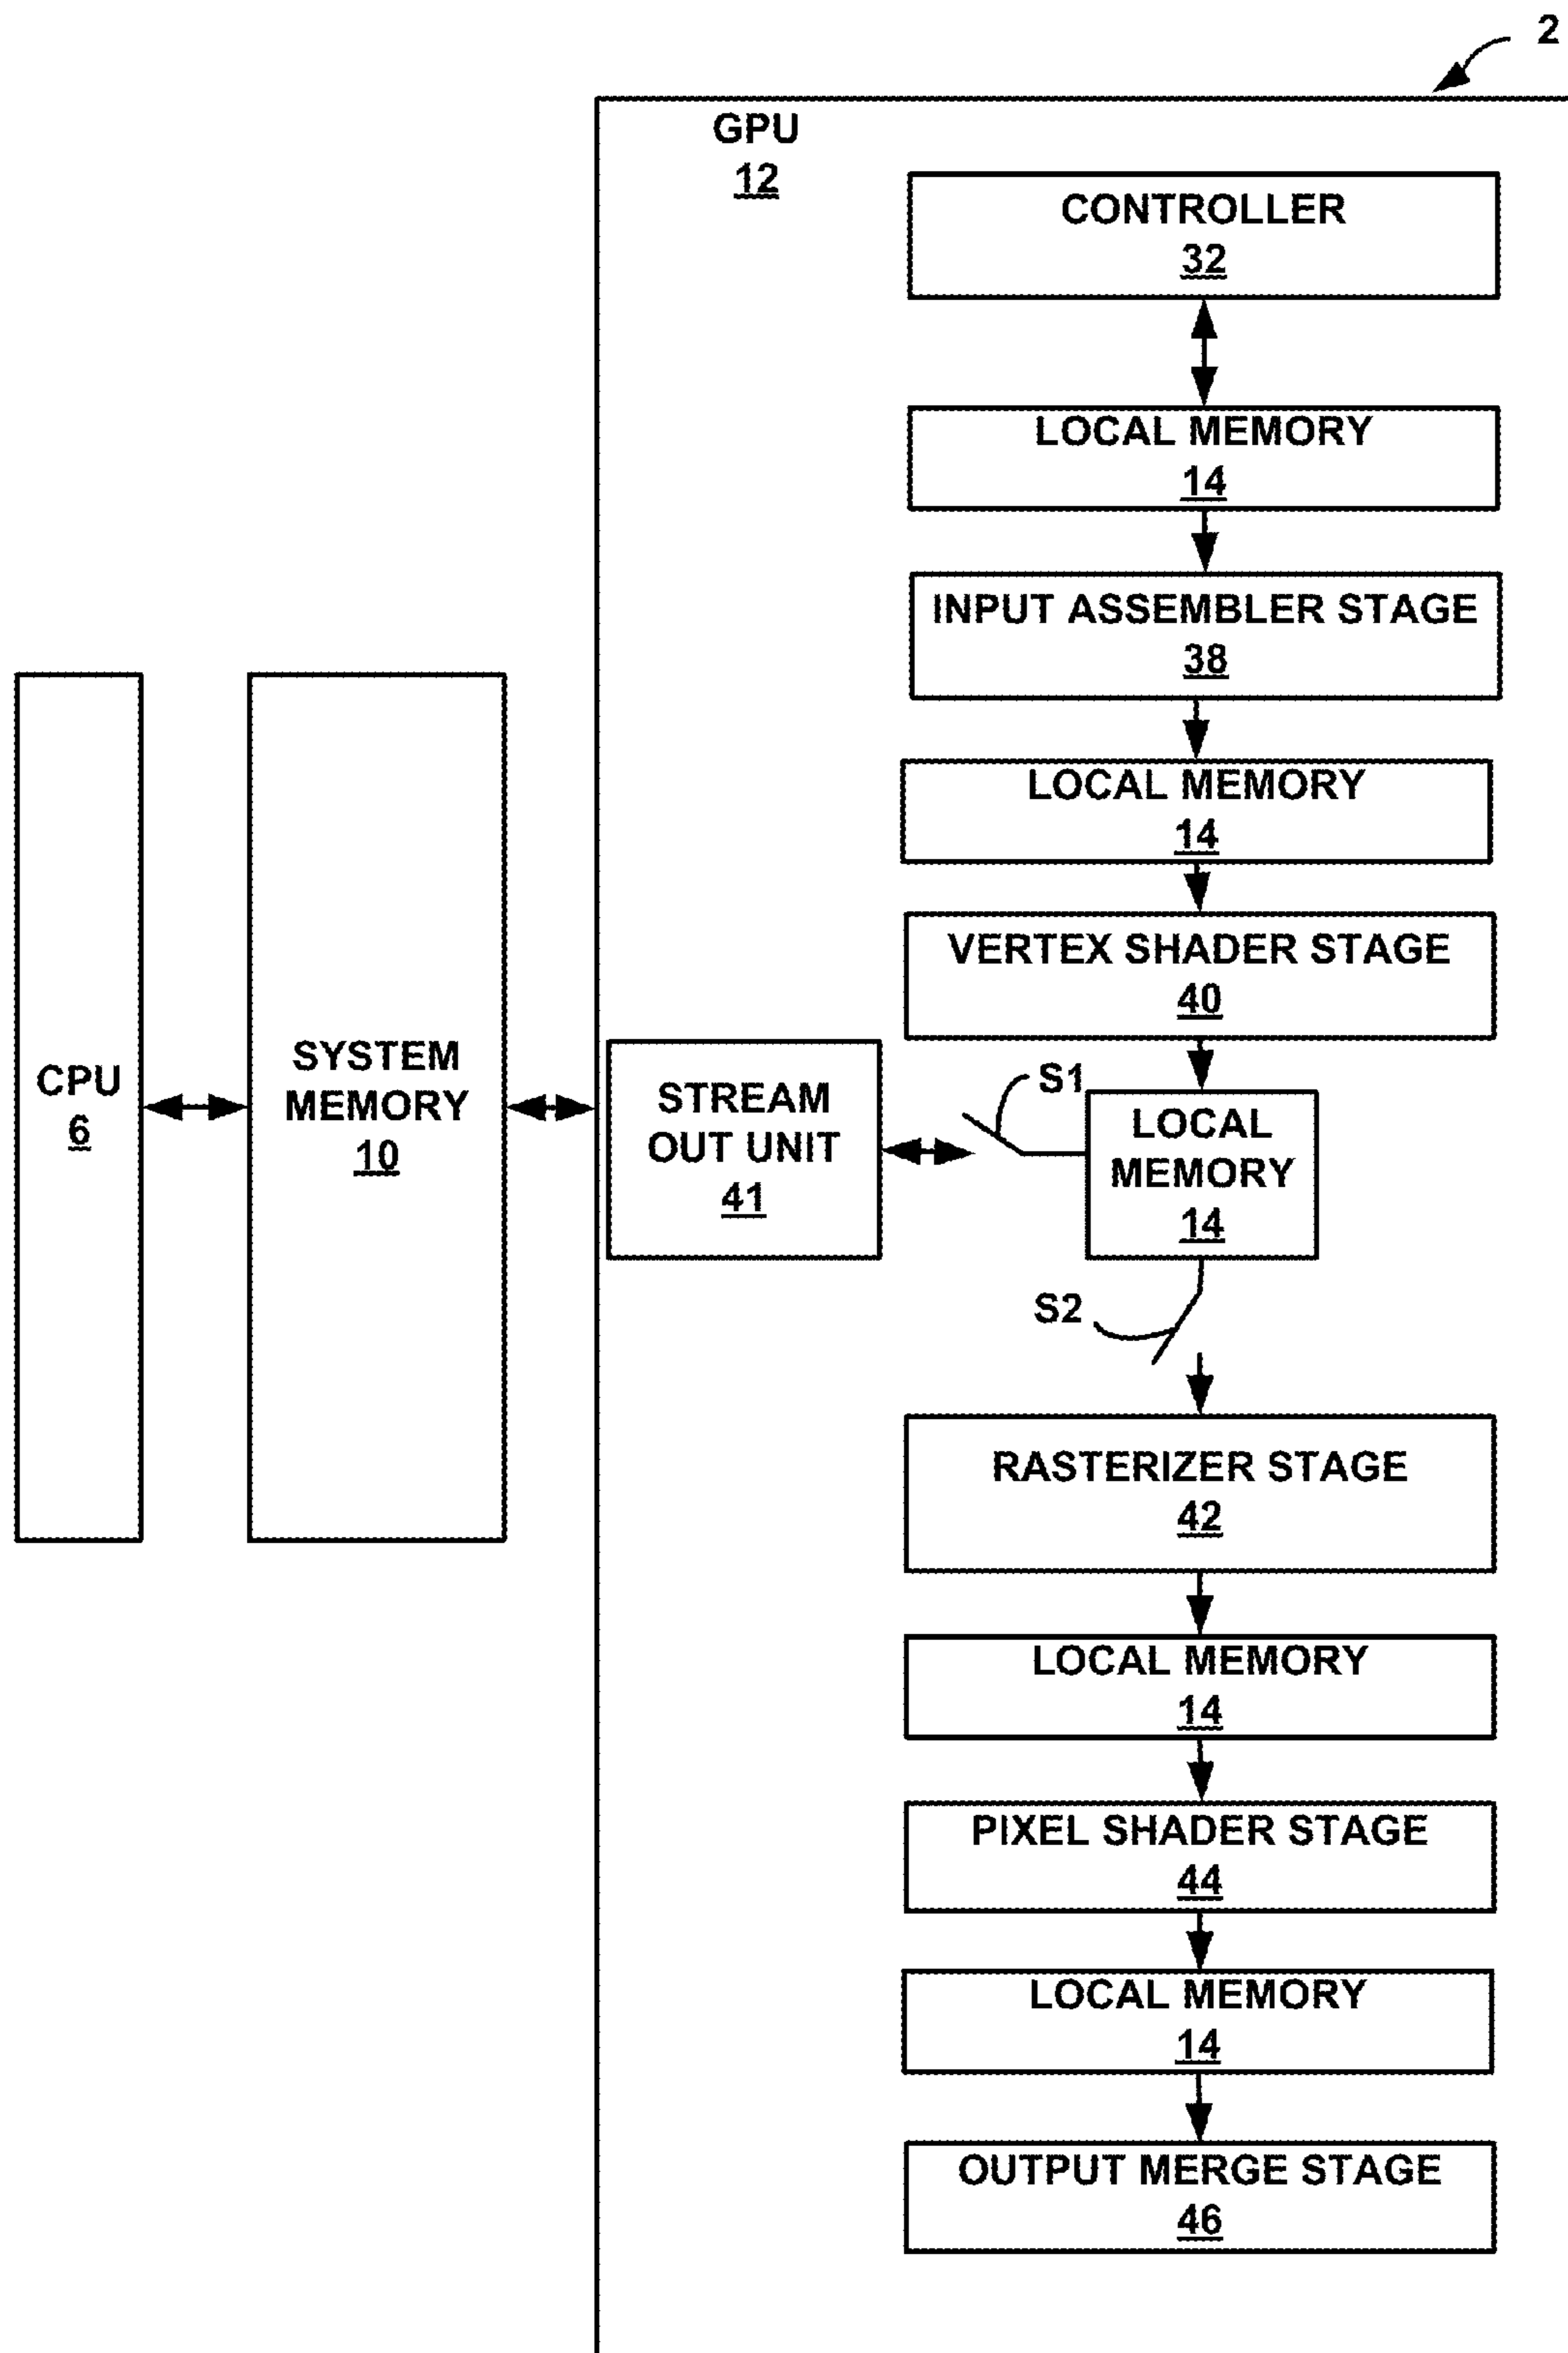 2
GPU
12
CONTROLLER
32
LOCAL MEMORY
14
INPUT ASSEMBLER STAGE
38
LOCAL MEMORY
14
VERTEX SHADER STAGE
40
CPU
6
SYSTEM
MEMORY
10
STREAM
OUT UNIT
41
S1
LOCAL
MEMORY
14
S2
RASTERIZER STAGE
42
LOCAL MEMORY
14
PIXEL SHADER STAGE
44
LOCAL MEMORY
14
OUTPUT MERGE STAGE
46